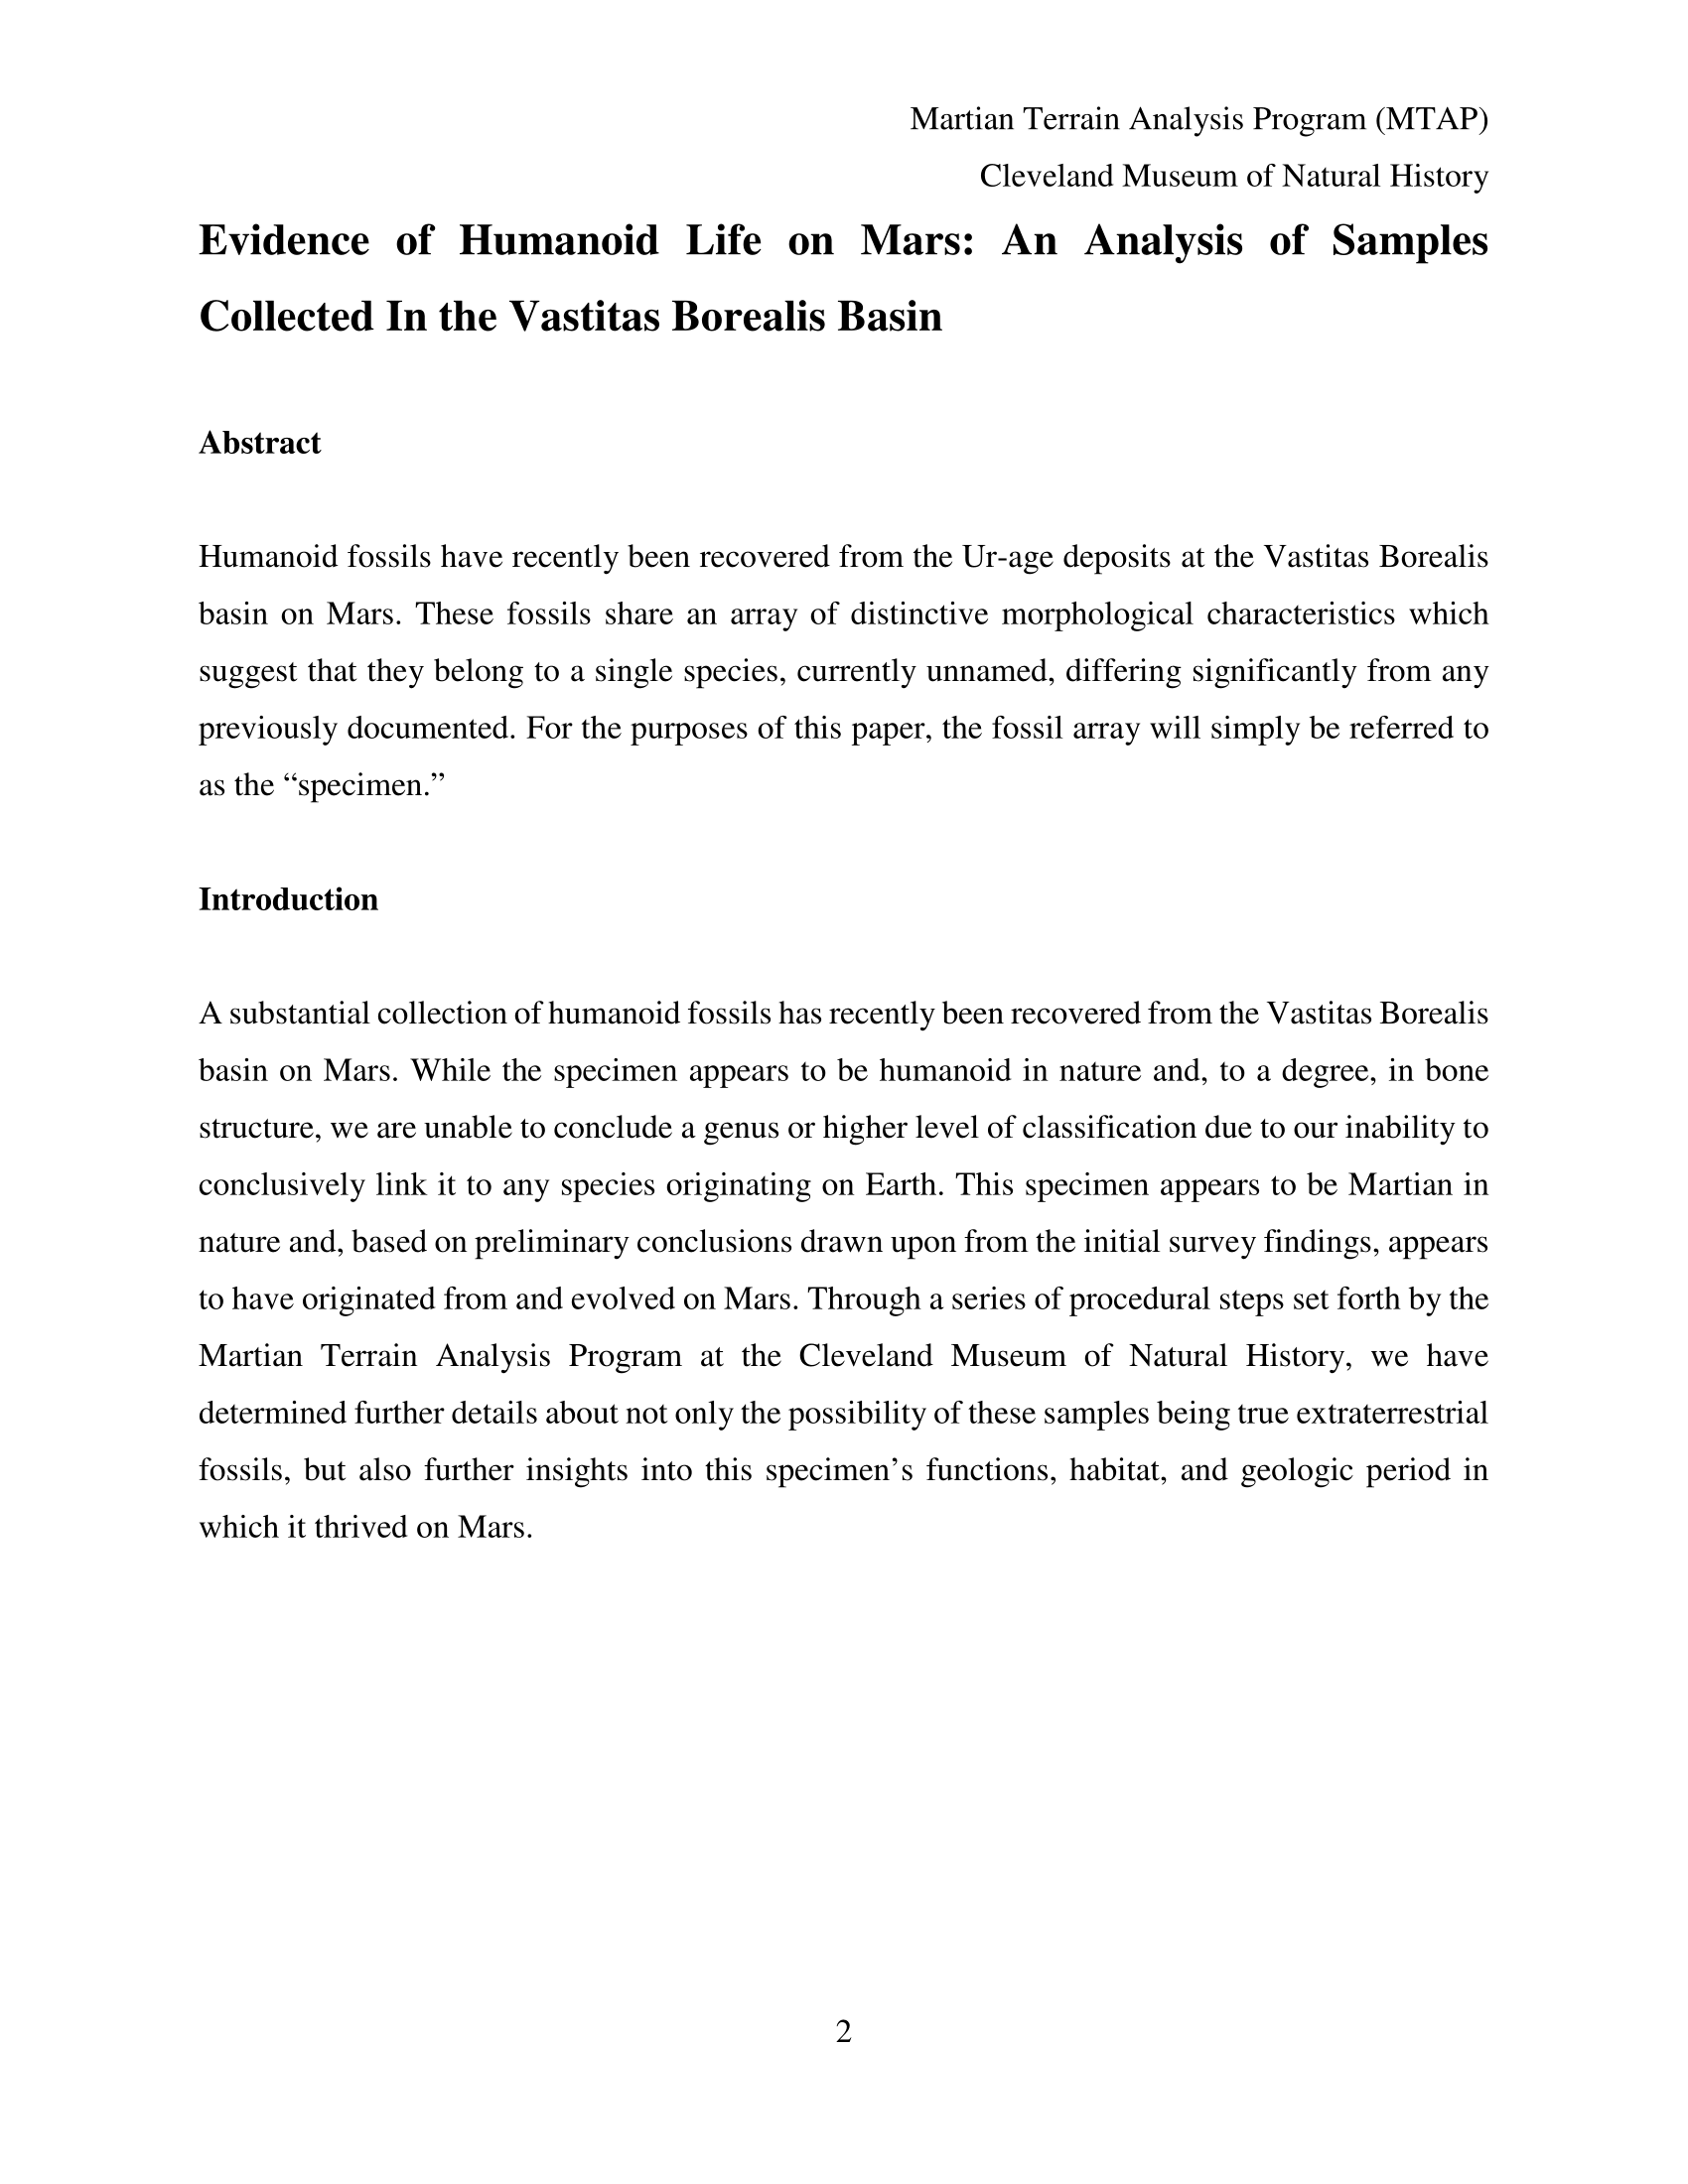 Martian Terrain Analysis Program (MTAP)
Cleveland Museum of Natural History
Evidence of Humanoid Life on Mars: An Analysis of Samples
Collected In the Vastitas Borealis Basin
Abstract
Humanoid fossils have recently been recovered from the Ur-age deposits at the Vastitas Borealis
basin on Mars. These fossils share an array of distinctive morphological characteristics which
suggest that they belong to a single species, currently unnamed, differing significantly from any
previously documented. For the purposes of this paper, the fossil array will simply be referred to
as the “specimen.”
Introduction
A substantial collection of humanoid fossils has recently been recovered from the Vastitas Borealis
basin on Mars. While the specimen appears to be humanoid in nature and, to a degree, in bone
structure, we are unable to conclude a genus or higher level of classification due to our inability to
conclusively link it to any species originating on Earth. This specimen appears to be Martian in
nature and, based on preliminary conclusions drawn upon from the initial survey findings, appears
to have originated from and evolved on Mars. Through a series of procedural steps set forth by the
Martian Terrain Analysis Program at the Cleveland Museum of Natural History, we have
determined further details about not only the possibility of these samples being true extraterrestrial
fossils, but also further insights into this specimen’s functions, habitat, and geologic period in
which it thrived on Mars.
2